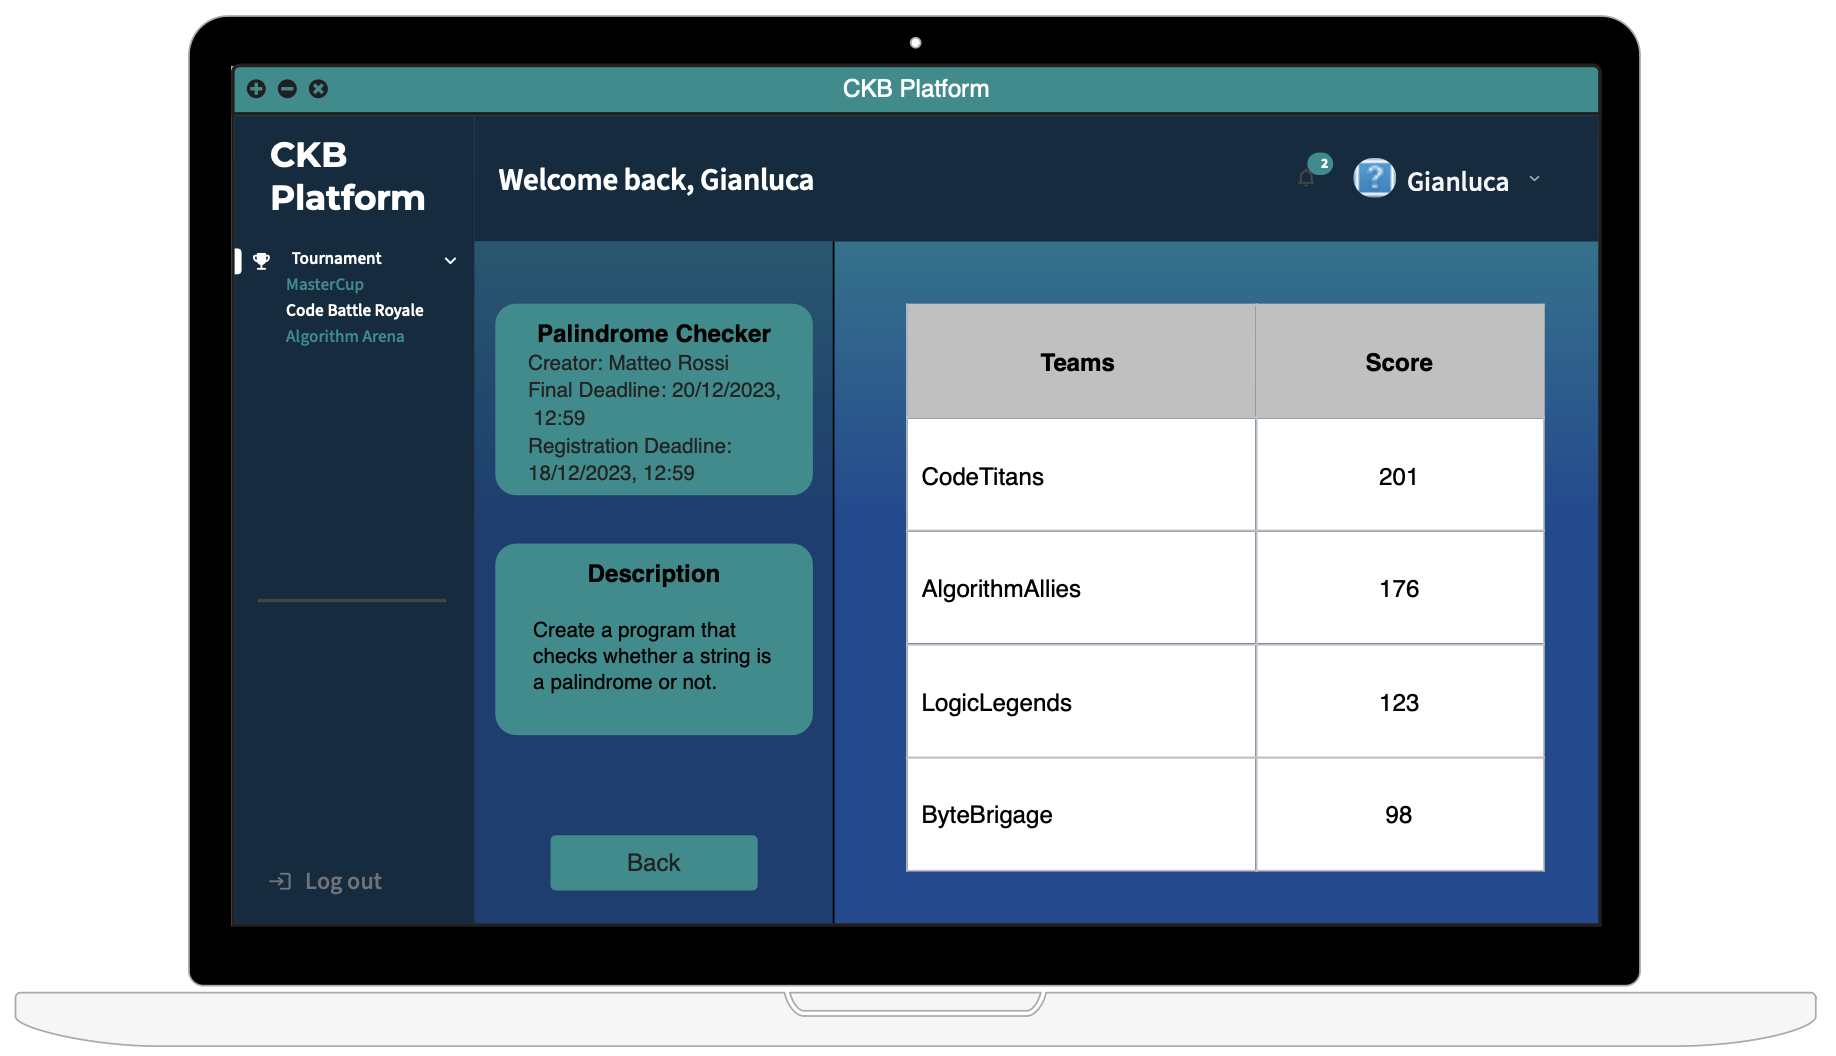 CKB Platform
CKB
Platform
Welcome back, Gianluca
2
Gianluca
Tournament
MasterCup
Code Battle Royale
Algorithm Arena
Log out
Palindrome Checker
Creator: Matteo Rossi
Final Deadline: 20/12/2023,
12:59
Registration Deadline:
18/12/2023, 12:59
Description
Create a program that
checks whether a string is
a palindrome or not.
Back
Teams Score
CodeTitans 201
AlgorithmAllies 176
LogicLegends 123
ByteBrigage 98